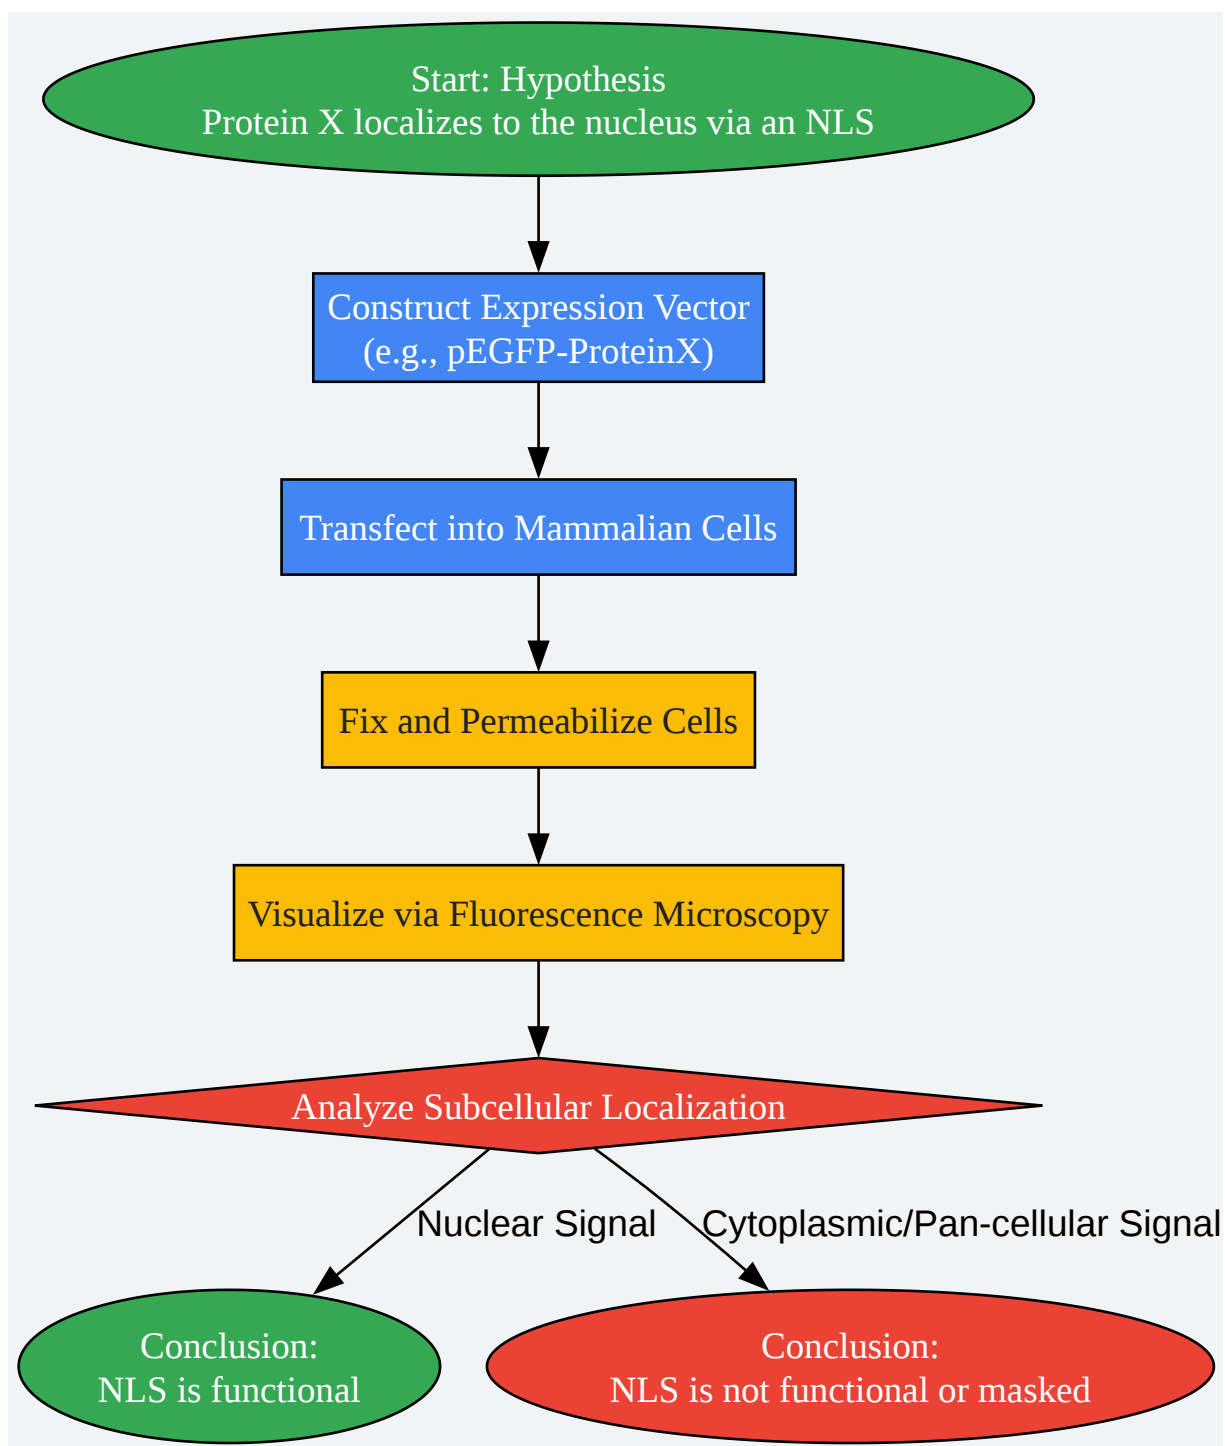 Start: Hypothesis
Protein X localizes to the nucleus via an NLS
Construct Expression Vector
(e.g., pEGFP-ProteinX)
Transfect into Mammalian Cells
Fix and Permeabilize Cells
Visualize via Fluorescence Microscopy
Analyze Subcellular Localization
Nuclear Signal
Cytoplasmic/Pan-cellular Signal
Conclusion:
NLS is functional
Conclusion:
NLS is not functional or masked